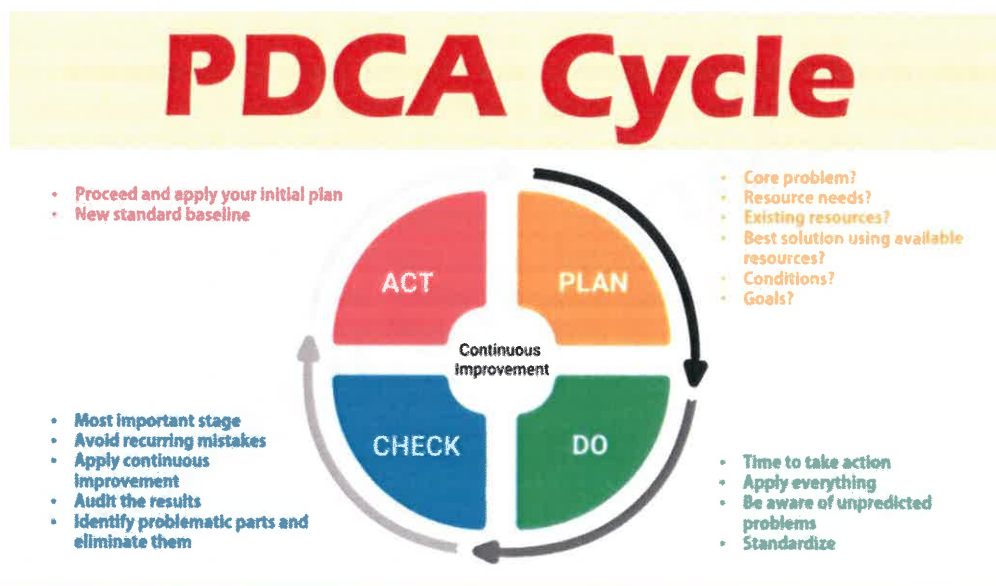 PDCA Cycle
• Proceed and apply your initial plan
• New standard baseline
• Core problem?
• Resource needs?
• Existing resources?
• Best solution using available
resources?
• Conditions?
• Goals?
ACT
PLAN
Continuous
Improvement
CHECK
DO
• Most important stage
• Avoid recurring mistakes
• Apply continuous
improvement
• Audit the results
• Identify problematic parts and
eliminate them
• Time to take action
• Apply everything
• Be aware of unpredicted
problems
• Standardize